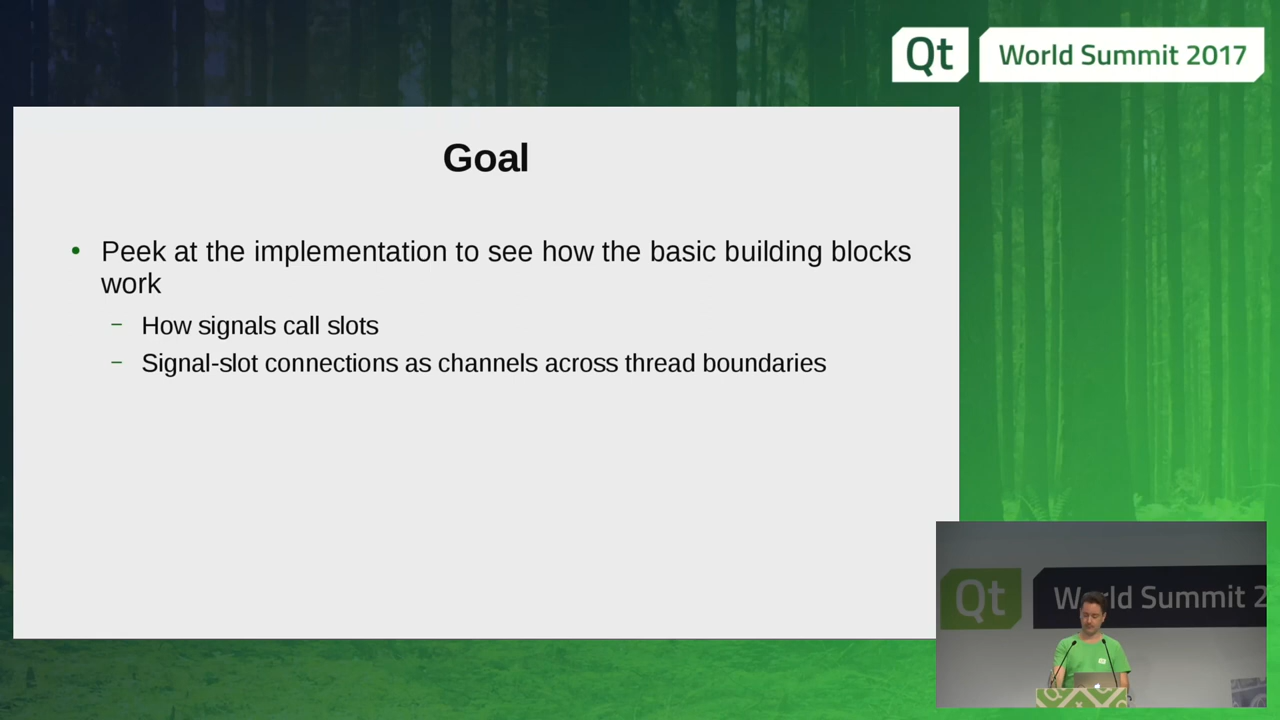 Qt World Summit 2017
Goal
• Peek at the implementation to see how the basic building blocks
work
– How signals call slots
– Signal-slot connections as channels across thread boundaries
Qt World Summit 2
Qt